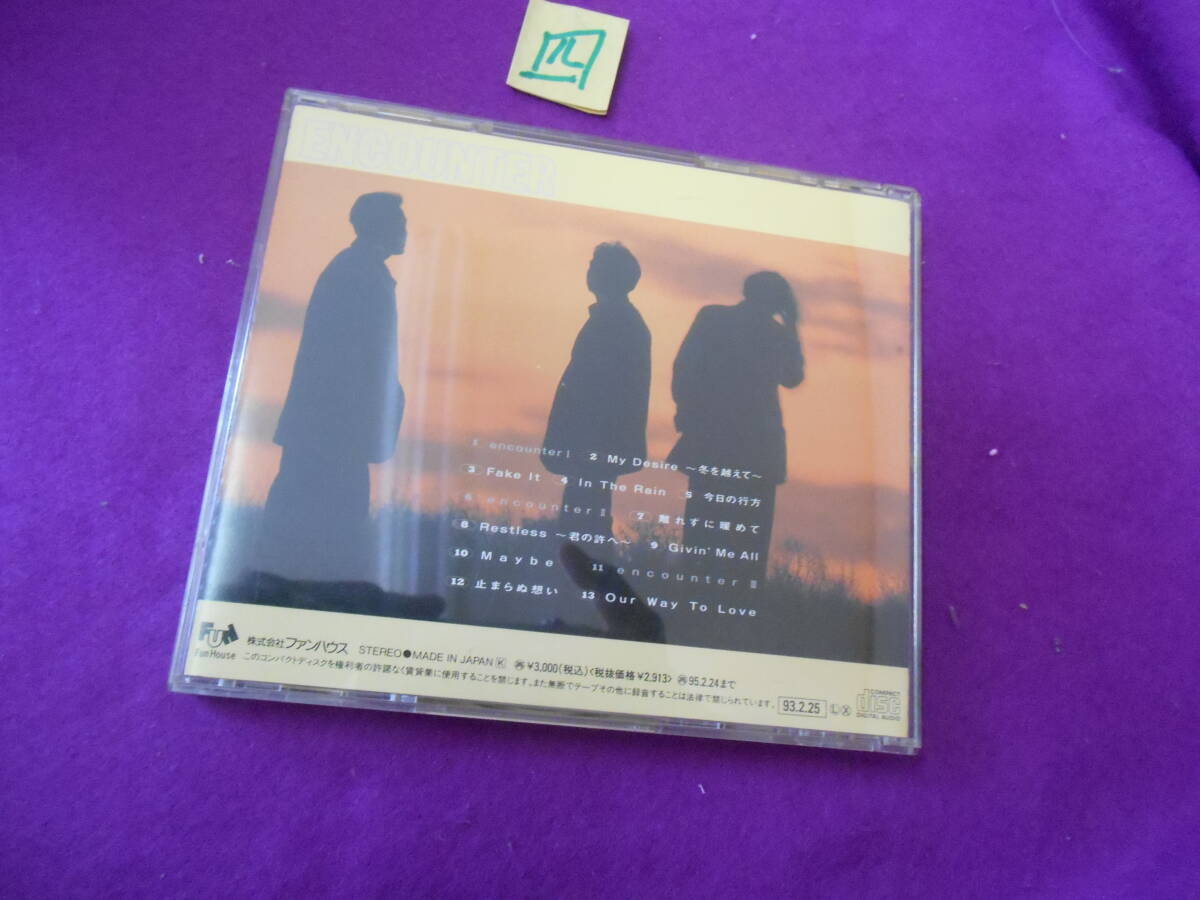 四
ENCOUNTER
1 encounter I 2 My Desire ～冬を越えて～
3 Fake It 4 In The Rain 5 今日の行方
6 encounter II 7 離れずに暖めて
8 Restless ～君の許へ～ 9 Givin' Me All
10 Maybe 11 encounter III
12 止まらぬ想い 13 Our Way To Love
Fun
Fun House
株式会社ファンハウス STEREO●MADE IN JAPAN K 再¥3,000(税込)〈税抜価格¥2,913〉再95.2.24まで
このコンパクトディスクを権利者の許諾なく賃貸業に使用することを禁じます。また無断でテープその他に録音することは法律で禁じられています。
93.2.25 L X
COMPACT
disc
DIGITAL AUDIO